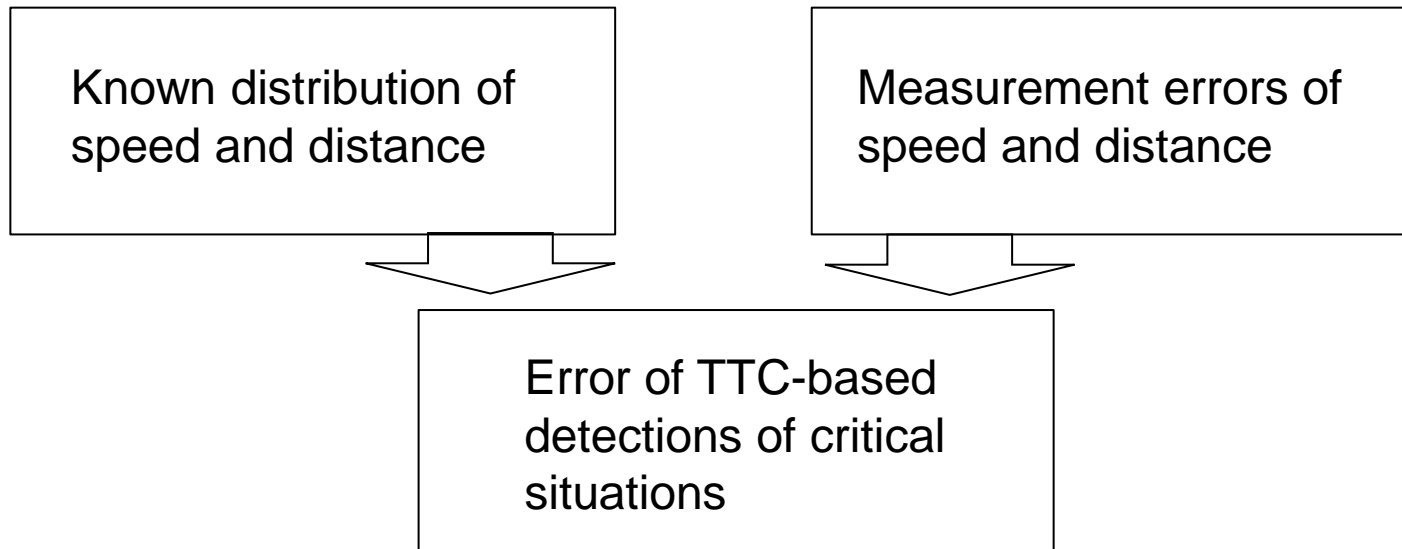 Known distribution of
speed and distance
Measurement errors of
speed and distance
Error of TTC-based
detections of critical
situations